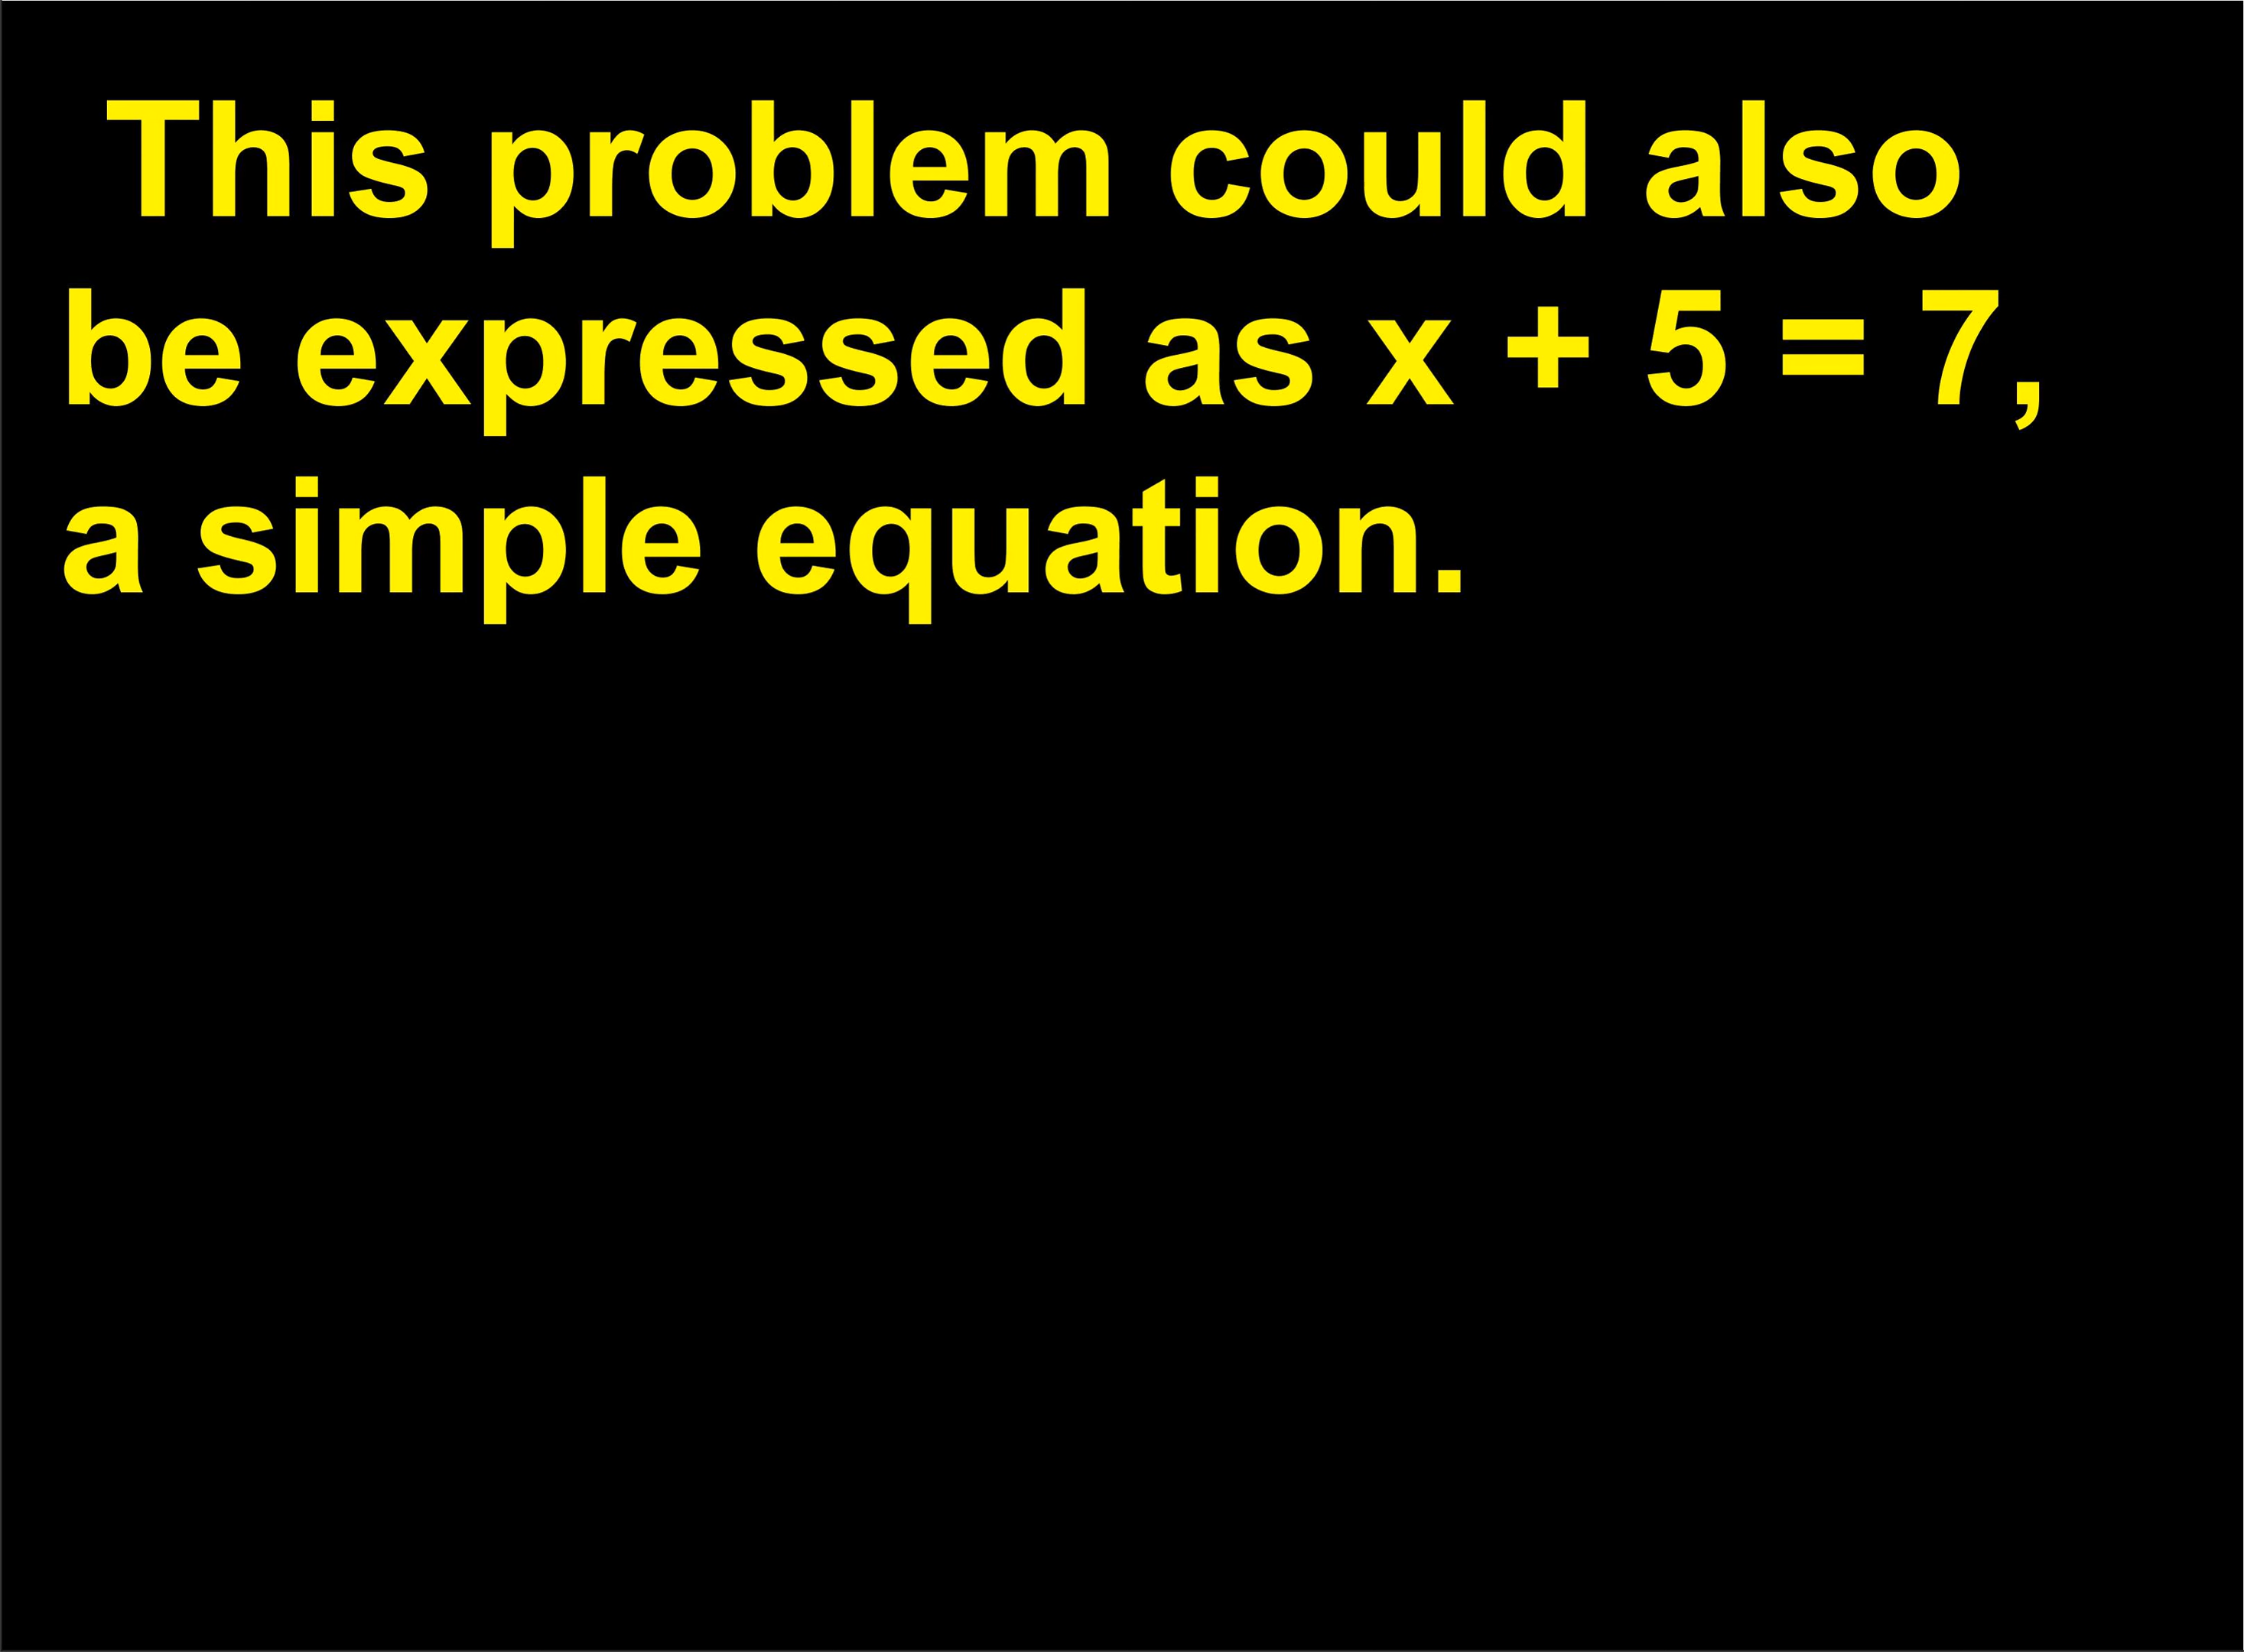 This problem could also
be expressed as x + 5 = 7,
a simple equation.